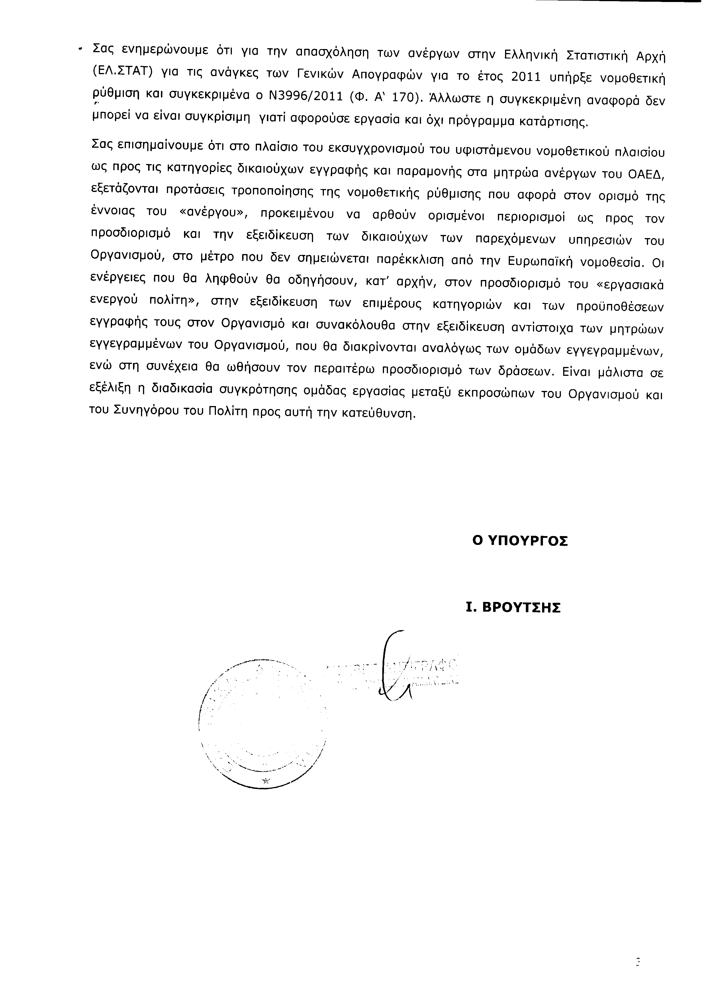 Σας ενημερώνουμε ότι για την απασχόληση των ανέργων στην Ελληνική Στατιστική Αρχή
(ΕΛ.ΣΤΑΤ) για τις ανάγκες των Γενικών Απογραφών για το έτος 2011 υπήρξε νομοθετική
ρύθμιση και συγκεκριμένα ο Ν3996/2011 (Φ. Α' 170). Άλλωστε η συγκεκριμένη αναφορά δεν
μπορεί να είναι συγκρίσιμη γιατί αφορούσε εργασία και όχι πρόγραμμα κατάρτισης.
Σας επισημαίνουμε ότι στο πλαίσιο του εκσυγχρονισμού του υφιστάμενου νομοθετικού πλαισίου
ως προς τις κατηγορίες δικαιούχων εγγραφής και παραμονής στα μητρώα ανέργων του ΟΑΕΔ,
εξετάζονται προτάσεις τροποποίησης της νομοθετικής ρύθμισης που αφορά στον ορισμό της
έννοιας του «ανέργου», προκειμένου να αρθούν ορισμένοι περιορισμοί ως προς τον
προσδιορισμό και την εξειδίκευση των δικαιούχων των παρεχόμενων υπηρεσιών του
Οργανισμού, στο μέτρο που δεν σημειώνεται παρέκκλιση από την Ευρωπαϊκή νομοθεσία. Οι
ενέργειες που θα ληφθούν θα οδηγήσουν, κατ' αρχήν, στον προσδιορισμό του «εργασιακά
ενεργού πολίτη», στην εξειδίκευση των επιμέρους κατηγοριών και των προϋποθέσεων
εγγραφής τους στον Οργανισμό και συνακόλουθα στην εξειδίκευση αντίστοιχα των μητρώων
εγγεγραμμένων του Οργανισμού, που θα διακρίνονται αναλόγως των ομάδων εγγεγραμμένων,
ενώ στη συνέχεια θα ωθήσουν τον περαιτέρω προσδιορισμό των δράσεων. Είναι μάλιστα σε
εξέλιξη η διαδικασία συγκρότησης ομάδας εργασίας μεταξύ εκπροσώπων του Οργανισμού και
του Συνηγόρου του Πολίτη προς αυτή την κατεύθυνση.
Ο ΥΠΟΥΡΓΟΣ
Ι. ΒΡΟΥΤΣΗΣ
3